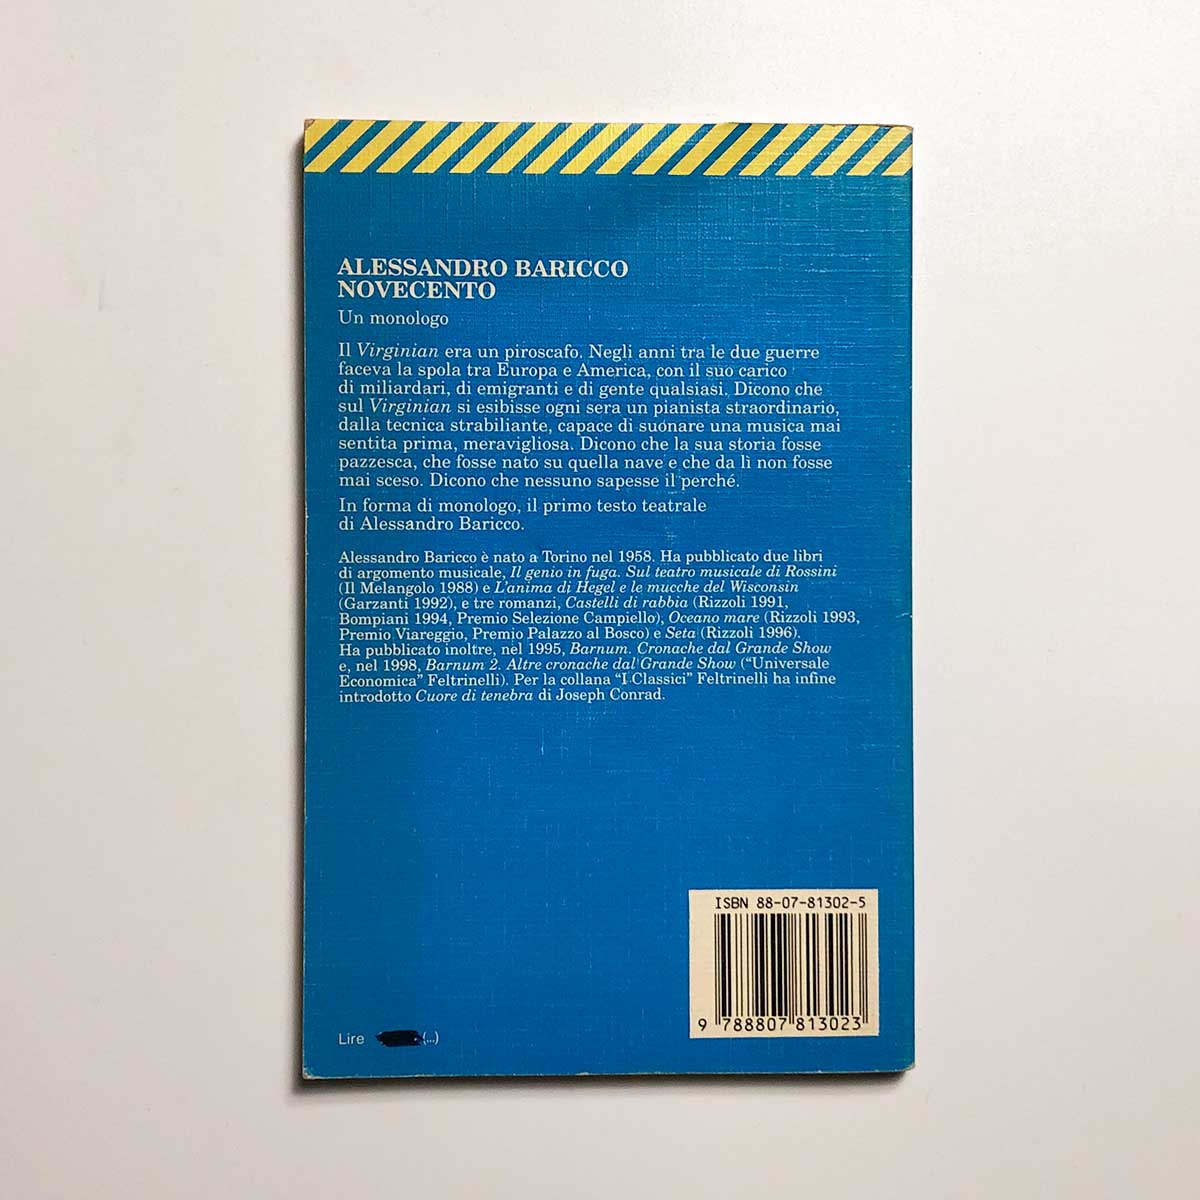 ALESSANDRO BARICCO
NOVECENTO
Un monologo
Il Virginian era un piroscafo. Negli anni tra le due guerre
faceva la spola tra Europa e America, con il suo carico
di miliardari, di emigranti e di gente qualsiasi. Dicono che
sul Virginian si esibisse ogni sera un pianista straordinario,
dalla tecnica strabiliante, capace di suonare una musica mai
sentita prima, meravigliosa. Dicono che la sua storia fosse
pazzesca, che fosse nato su quella nave e che da lì non fosse
mai sceso. Dicono che nessuno sapesse il perché.
In forma di monologo, il primo testo teatrale
di Alessandro Baricco.
Alessandro Baricco è nato a Torino nel 1958. Ha pubblicato due libri
di argomento musicale, Il genio in fuga. Sul teatro musicale di Rossini
(Il Melangolo 1988) e L'anima di Hegel e le mucche del Wisconsin
(Garzanti 1992), e tre romanzi, Castelli di rabbia (Rizzoli 1991,
Bompiani 1994, Premio Selezione Campiello), Oceano mare (Rizzoli 1993,
Premio Viareggio, Premio Palazzo al Bosco) e Seta (Rizzoli 1996).
Ha pubblicato inoltre, nel 1995, Barnum. Cronache dal Grande Show
e, nel 1998, Barnum 2. Altre cronache dal Grande Show ("Universale
Economica" Feltrinelli). Per la collana "I Classici" Feltrinelli ha infine
introdotto Cuore di tenebra di Joseph Conrad.
ISBN 88-07-81302-5
9 788807 813023
Lire (...)